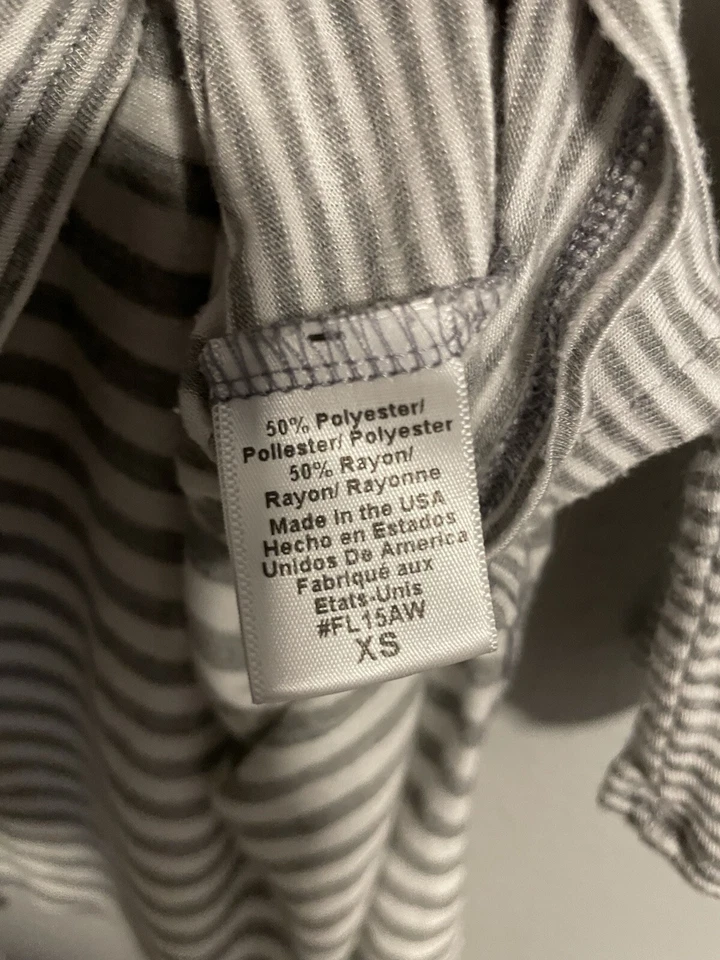 50% Polyester/
Poliester/ Polyester
50% Rayon/
Rayon/ Rayonne
Made in the USA
Hecho en Estados
Unidos De America
Fabriqué aux
Etats-Unis
#FL15AW
XS